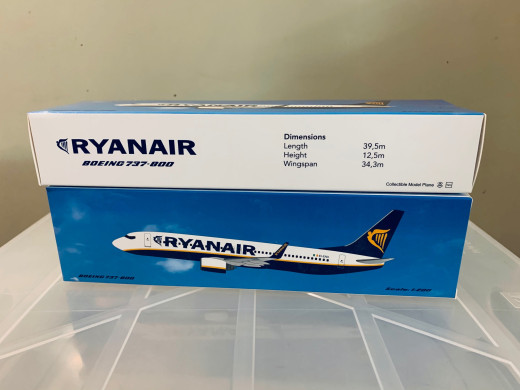 RYANAIR
BOEING 737-800
Dimensions
Length 39,5m
Height 12,5m
Wingspan 34,3m
Collectible Model Plane
RYANAIR
BOEING 737-800